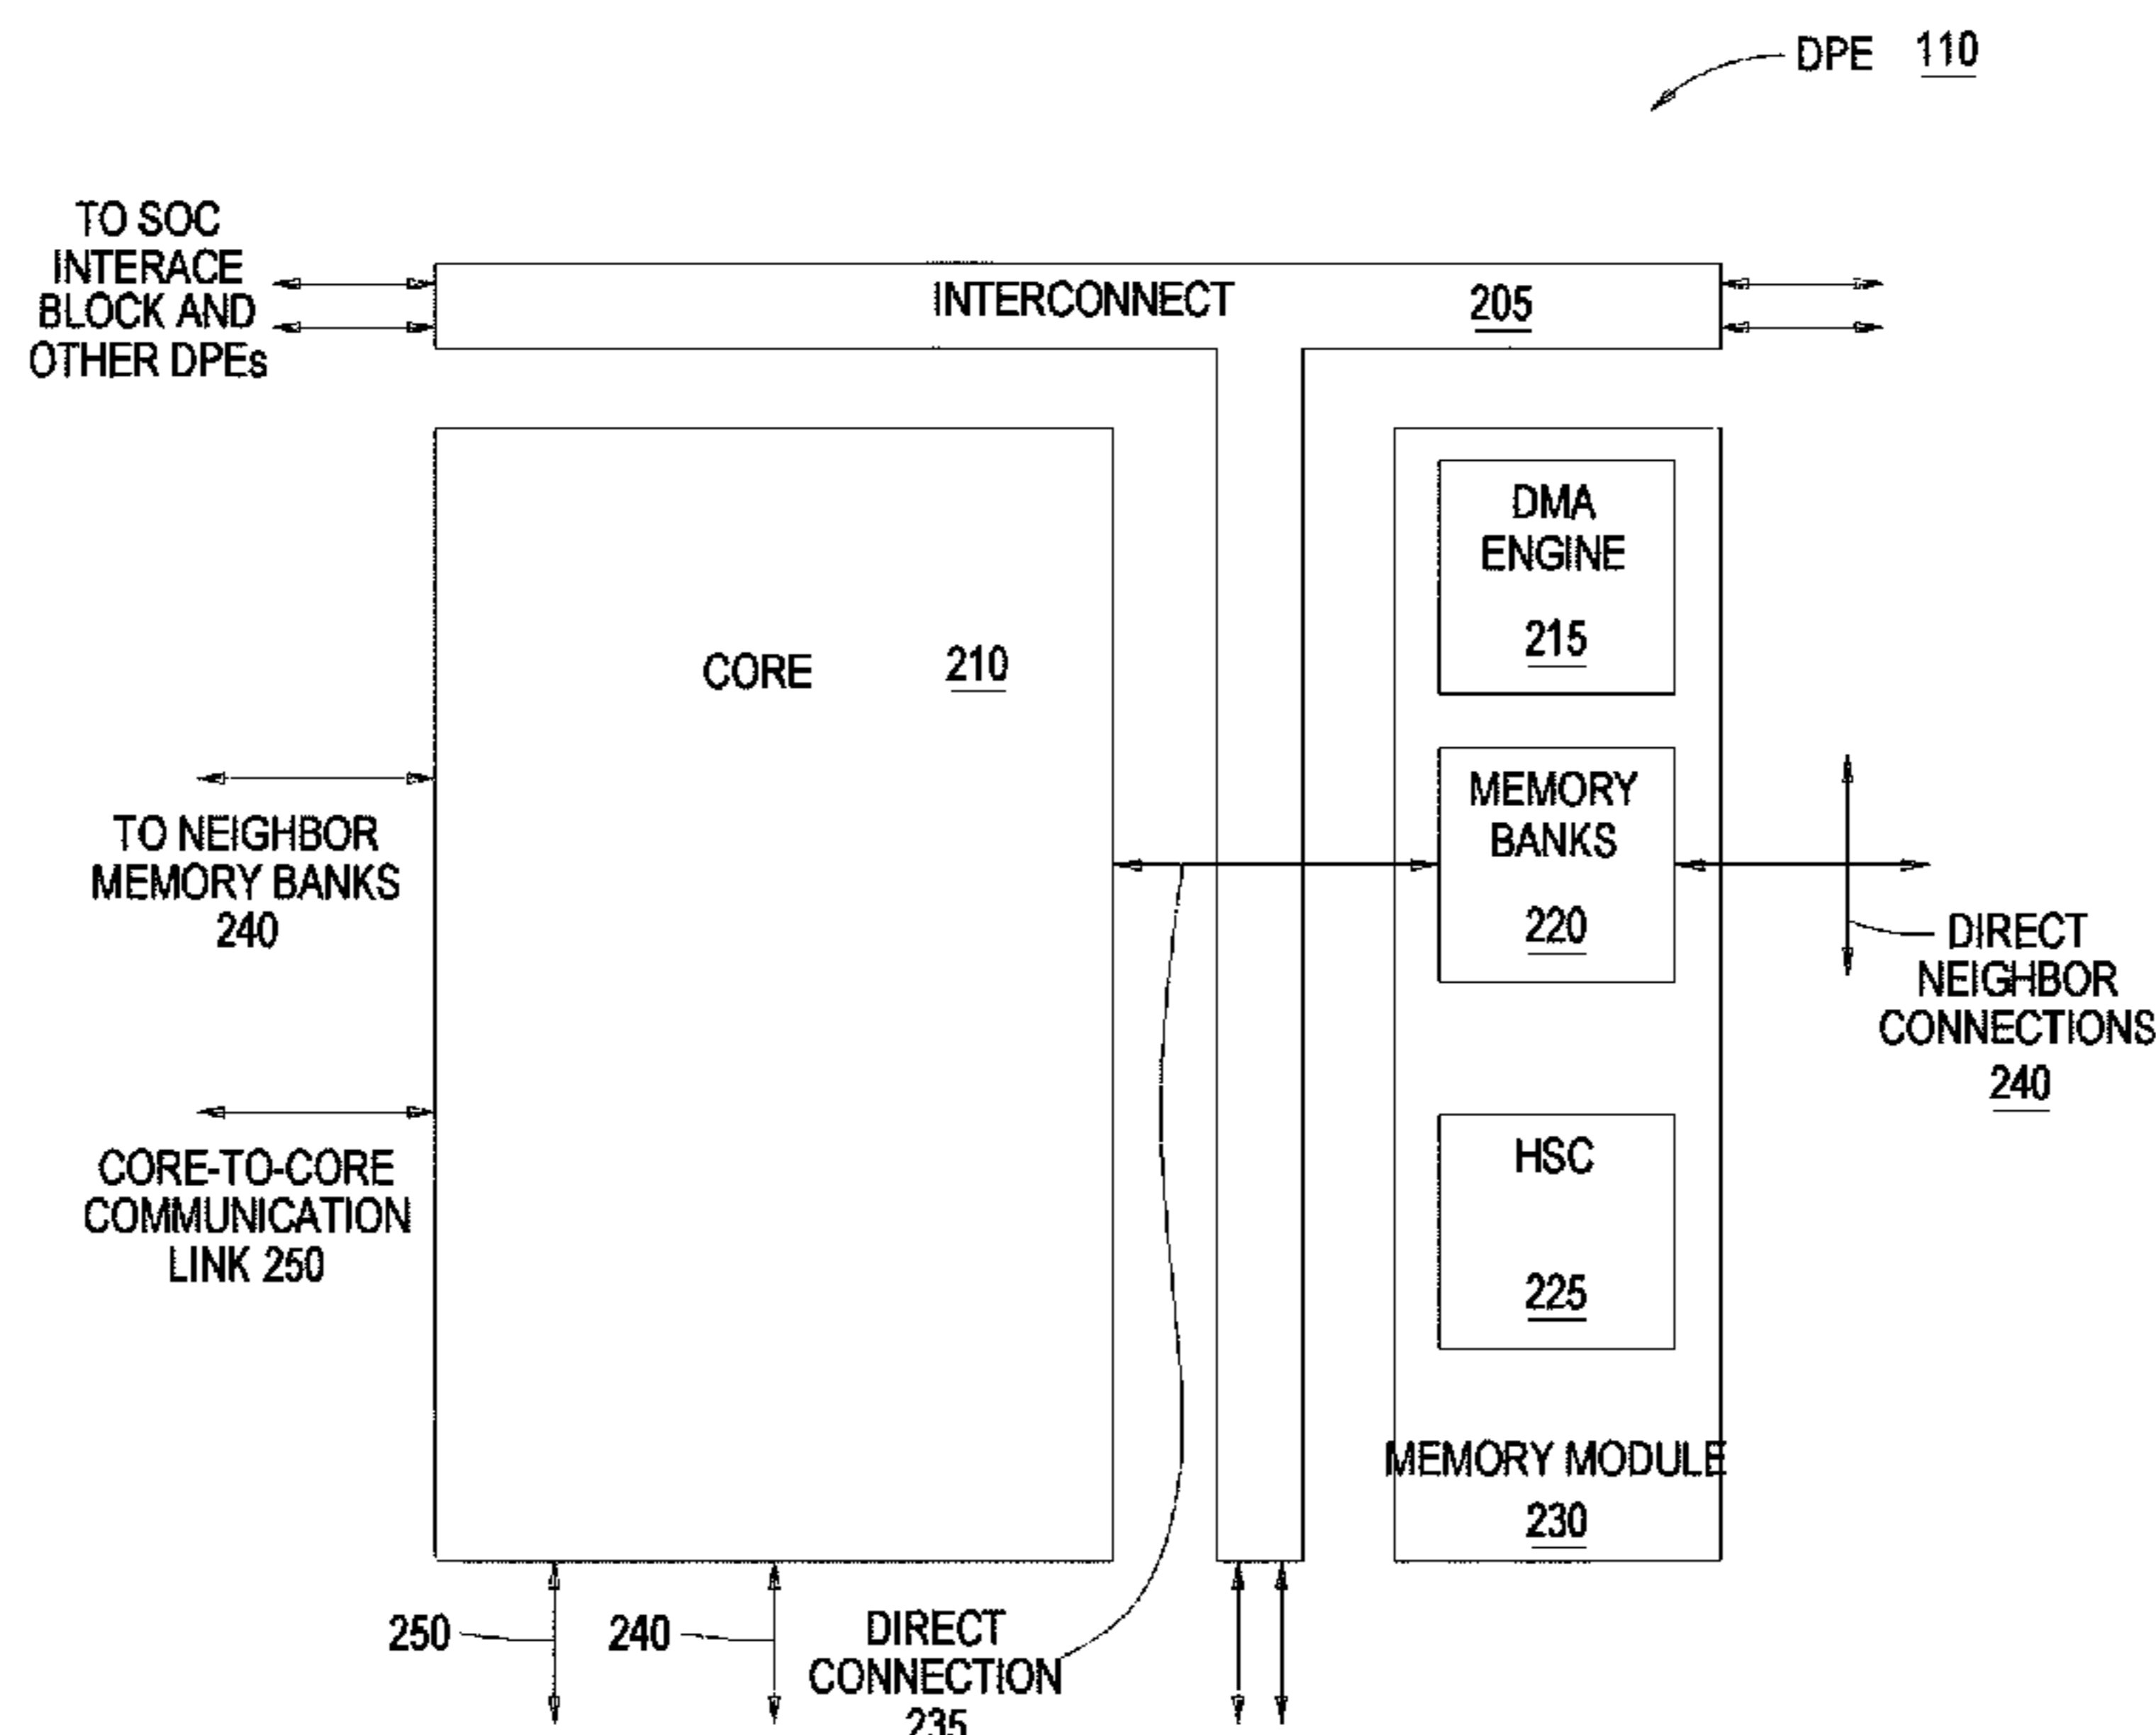 DPE 110
TO SOC
INTERACE
BLOCK AND
OTHER DPEs
INTERCONNECT 205
DMA
ENGINE
215
CORE 210
MEMORY
BANKS
220
TO NEIGHBOR
MEMORY BANKS
240
DIRECT
NEIGHBOR
CONNECTIONS
240
CORE-TO-CORE
COMMUNICATION
LINK 250
HSC
225
MEMORY MODULE
230
250
240
DIRECT
CONNECTION
235